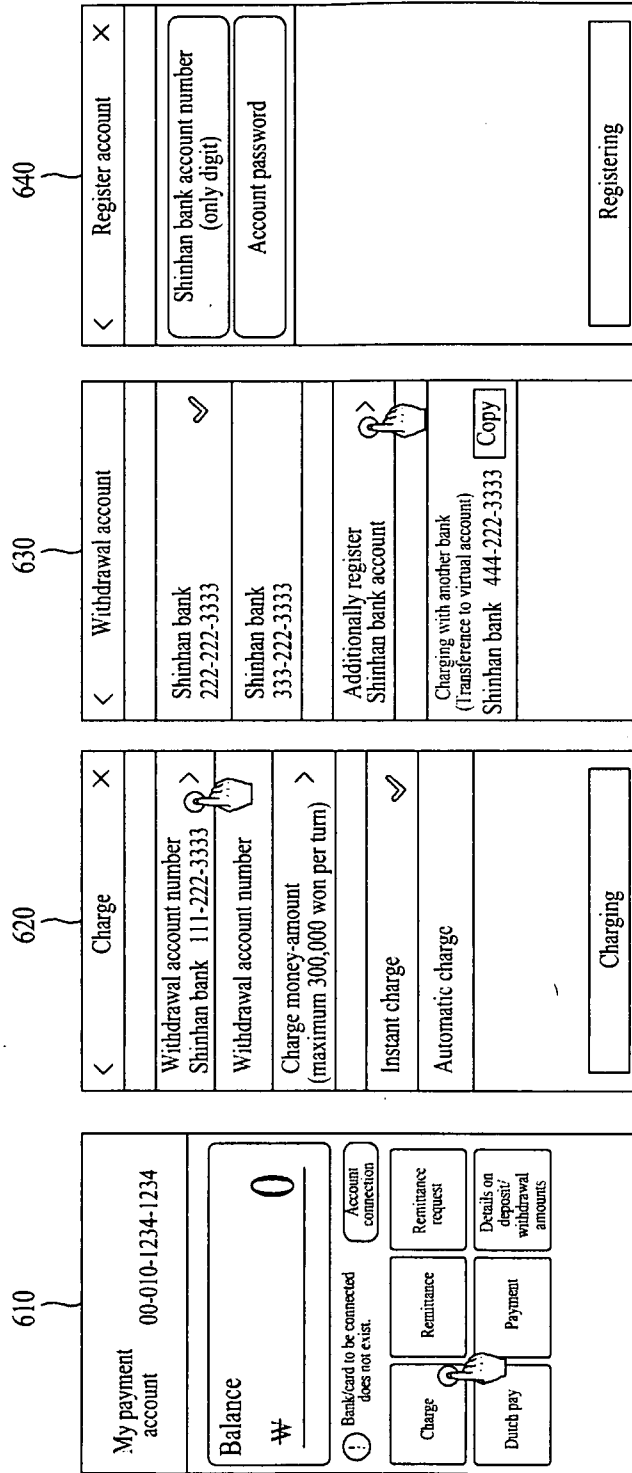 610
My payment
account
00-010-1234-1234
Balance
₩
0
! Bank/card to be connected
does not exist.
Account
connection
Charge
Remittance
Remittance
request
Dutch pay
Payment
Details on
deposit/
withdrawal
amounts
620
< Charge ×
Withdrawal account number
Shinhan bank 111-222-3333 >
Withdrawal account number
Charge money-amount >
(maximum 300,000 won per turn)
Instant charge
Automatic charge
Charging
630
< Withdrawal account
Shinhan bank
222-222-3333
Shinhan bank
333-222-3333
Additionally register >
Shinhan bank account
Charging with another bank
(Transference to virtual account)
Shinhan bank 444-222-3333 Copy
640
< Register account ×
Shinhan bank account number
(only digit)
Account password
Registering